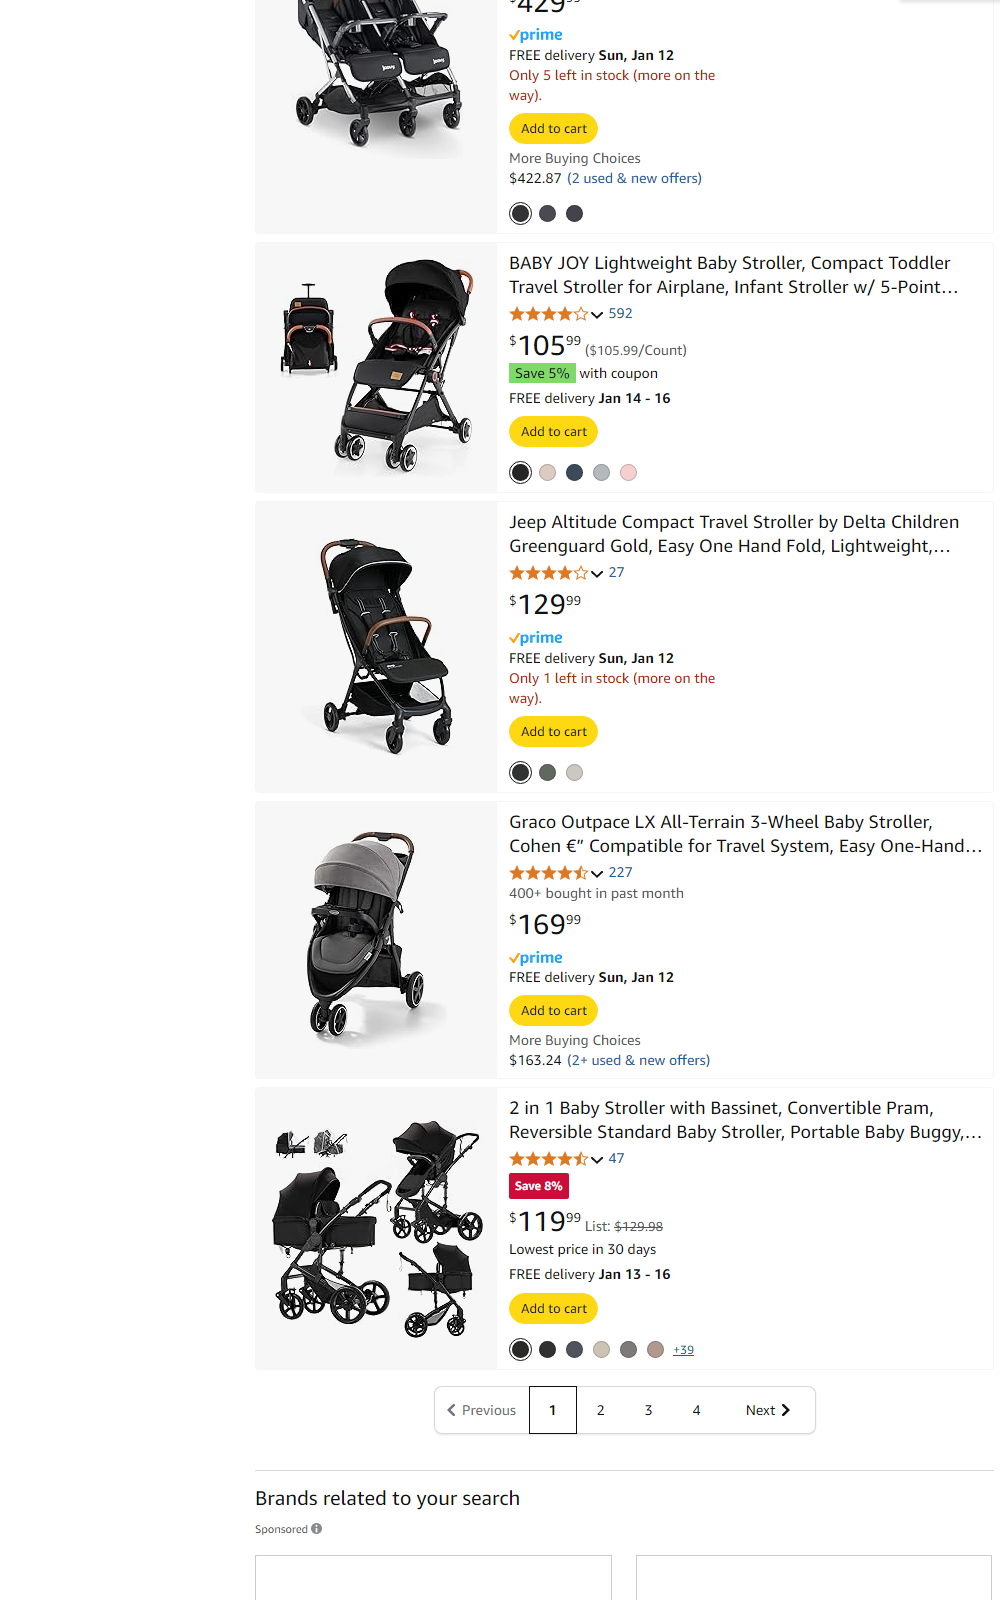 $429
prime
FREE delivery Sun, Jan 12
Only 5 left in stock (more on the
way).
Add to cart
More Buying Choices
$422.87 (2 used & new offers)
BABY JOY Lightweight Baby Stroller, Compact Toddler
Travel Stroller for Airplane, Infant Stroller w/ 5-Point…
592
$105.99 ($105.99/Count)
Save 5% with coupon
FREE delivery Jan 14 - 16
Add to cart
Jeep Altitude Compact Travel Stroller by Delta Children
Greenguard Gold, Easy One Hand Fold, Lightweight,…
27
$129.99
prime
FREE delivery Sun, Jan 12
Only 1 left in stock (more on the
way).
Add to cart
Graco Outpace LX All-Terrain 3-Wheel Baby Stroller,
Cohen €” Compatible for Travel System, Easy One-Hand…
227
400+ bought in past month
$169.99
prime
FREE delivery Sun, Jan 12
Add to cart
More Buying Choices
$163.24 (2+ used & new offers)
2 in 1 Baby Stroller with Bassinet, Convertible Pram,
Reversible Standard Baby Stroller, Portable Baby Buggy,…
47
Save 8%
$119.99 List: $129.98
Lowest price in 30 days
FREE delivery Jan 13 - 16
Add to cart
+39
Previous 1 2 3 4 Next
Brands related to your search
Sponsored